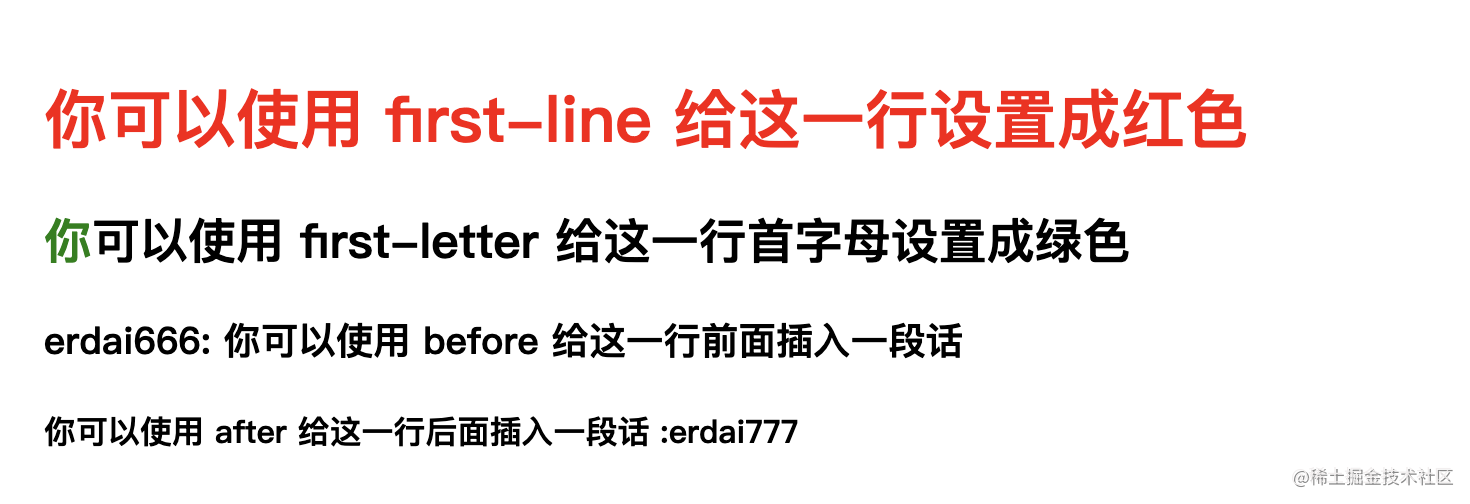 你可以使用 first-line 给这一行设置成红色
你可以使用 first-letter 给这一行首字母设置成绿色
erdai666: 你可以使用 before 给这一行前面插入一段话
你可以使用 after 给这一行后面插入一段话 :erdai777
@稀土掘金技术社区